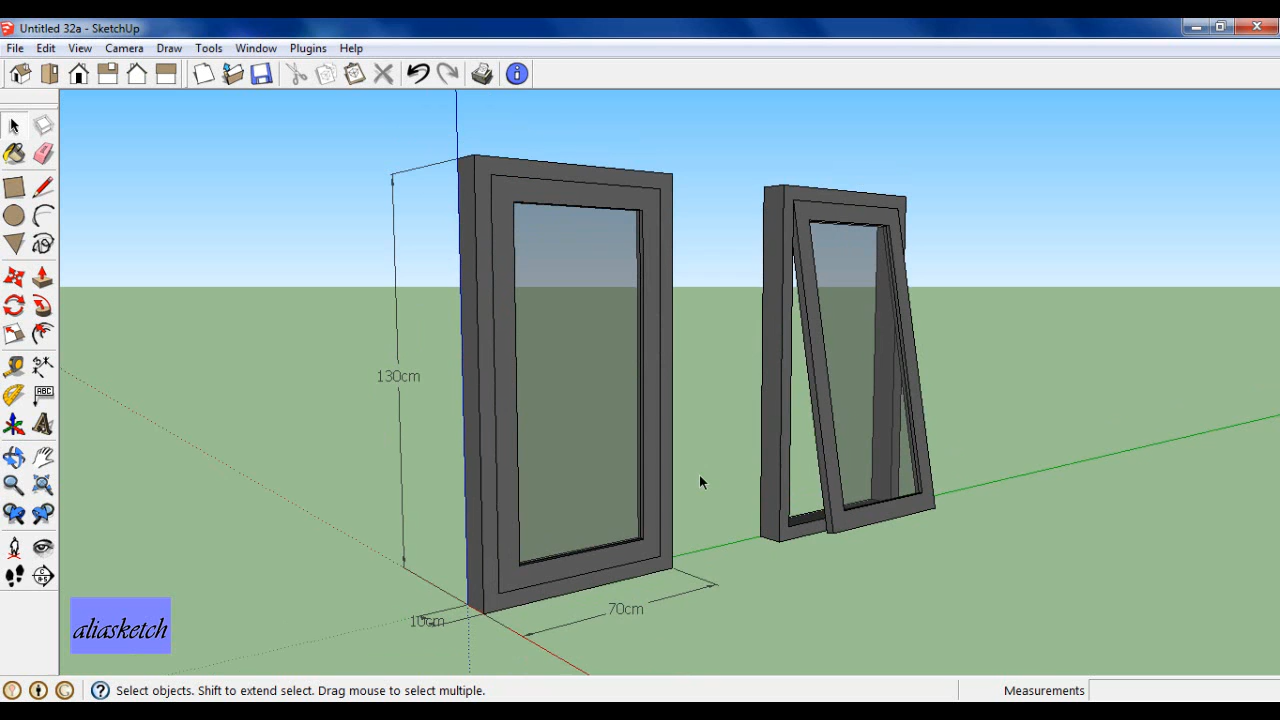 Untitled 32a - SketchUp
File Edit View Camera Draw Tools Window Plugins Help
ABC
130cm
70cm
10cm
aliasketch
Select objects. Shift to extend select. Drag mouse to select multiple.
Measurements